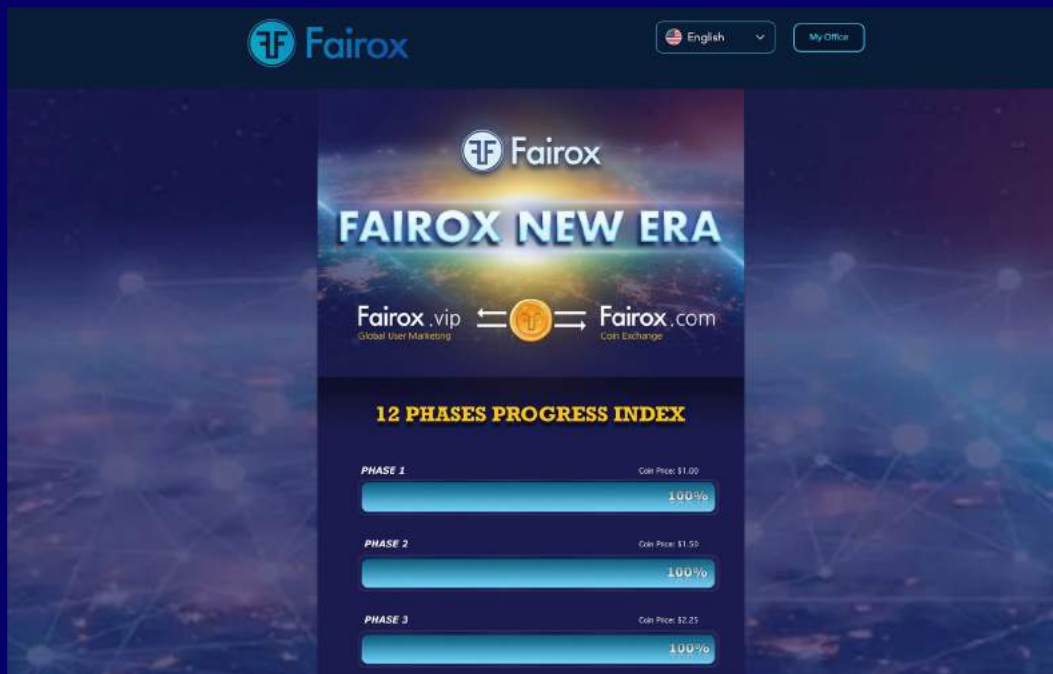 Fairox
English
My Office
Fairox
FAIROX NEW ERA
Fairox.vip
Global User Marketing
Fairox.com
Coin Exchange
12 PHASES PROGRESS INDEX
PHASE 1
Coin Price: $1.00
100%
PHASE 2
Coin Price: $1.50
100%
PHASE 3
Coin Price: $2.25
100%